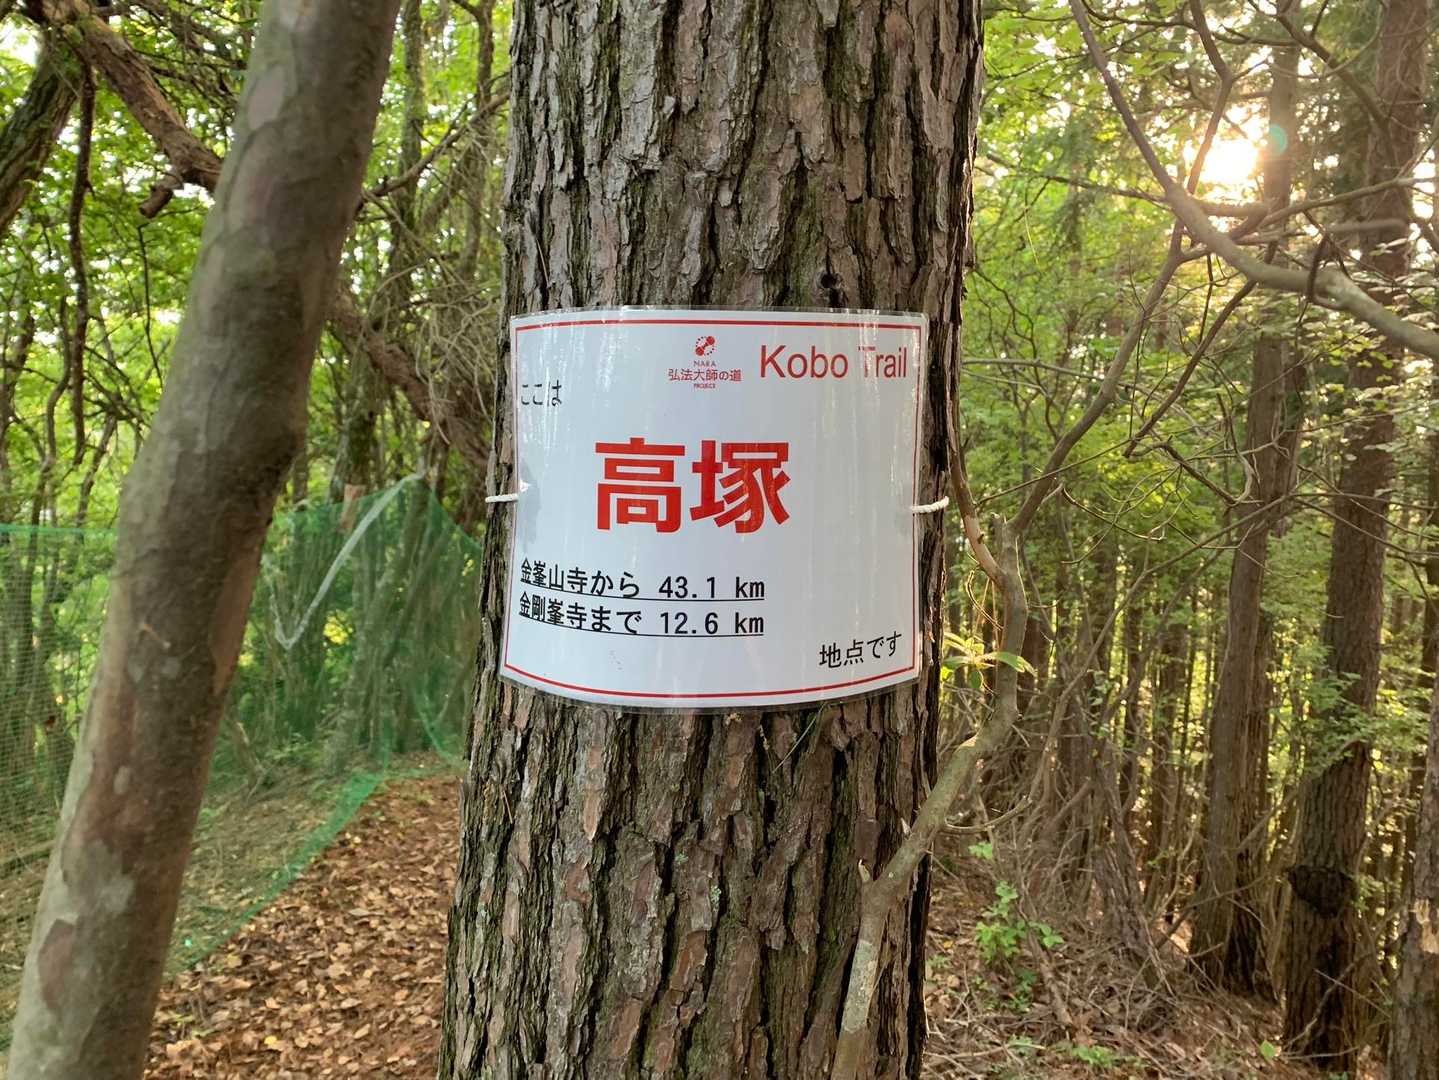 NARA
弘法大師の道
PROJECT
Kobo Trail
ここは
高塚
金峯山寺から 43.1 km
金剛峯寺まで 12.6 km
地点です